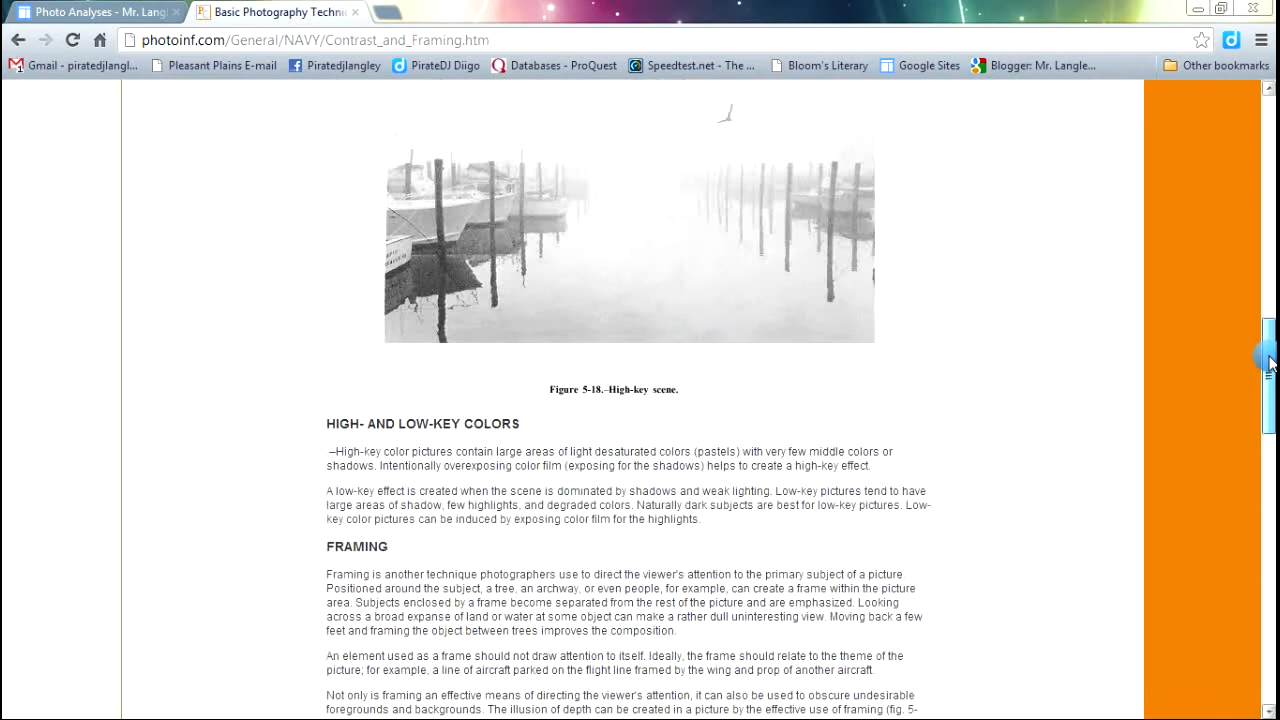 Photo Analyses - Mr. Langl
Basic Photography Techni
photoinf.com/General/NAVY/Contrast_and_Framing.htm
Gmail - piratedjlangl...
Pleasant Plains E-mail
Piratedjlangley
PirateDJ Diigo
Databases - ProQuest
Speedtest.net - The ...
Bloom's Literary
Google Sites
Blogger: Mr. Langle...
Other bookmarks
Figure 5-18.–High-key scene.
HIGH- AND LOW-KEY COLORS
–High-key color pictures contain large areas of light desaturated colors (pastels) with very few middle colors or
shadows. Intentionally overexposing color film (exposing for the shadows) helps to create a high-key effect.
A low-key effect is created when the scene is dominated by shadows and weak lighting. Low-key pictures tend to have
large areas of shadow, few highlights, and degraded colors. Naturally dark subjects are best for low-key pictures. Low-
key color pictures can be induced by exposing color film for the highlights.
FRAMING
Framing is another technique photographers use to direct the viewer's attention to the primary subject of a picture.
Positioned around the subject, a tree, an archway, or even people, for example, can create a frame within the picture
area. Subjects enclosed by a frame become separated from the rest of the picture and are emphasized. Looking
across a broad expanse of land or water at some object can make a rather dull uninteresting view. Moving back a few
feet and framing the object between trees improves the composition.
An element used as a frame should not draw attention to itself. Ideally, the frame should relate to the theme of the
picture; for example, a line of aircraft parked on the flight line framed by the wing and prop of another aircraft.
Not only is framing an effective means of directing the viewer's attention, it can also be used to obscure undesirable
foregrounds and backgrounds. The illusion of depth can be created in a picture by the effective use of framing (fig. 5-